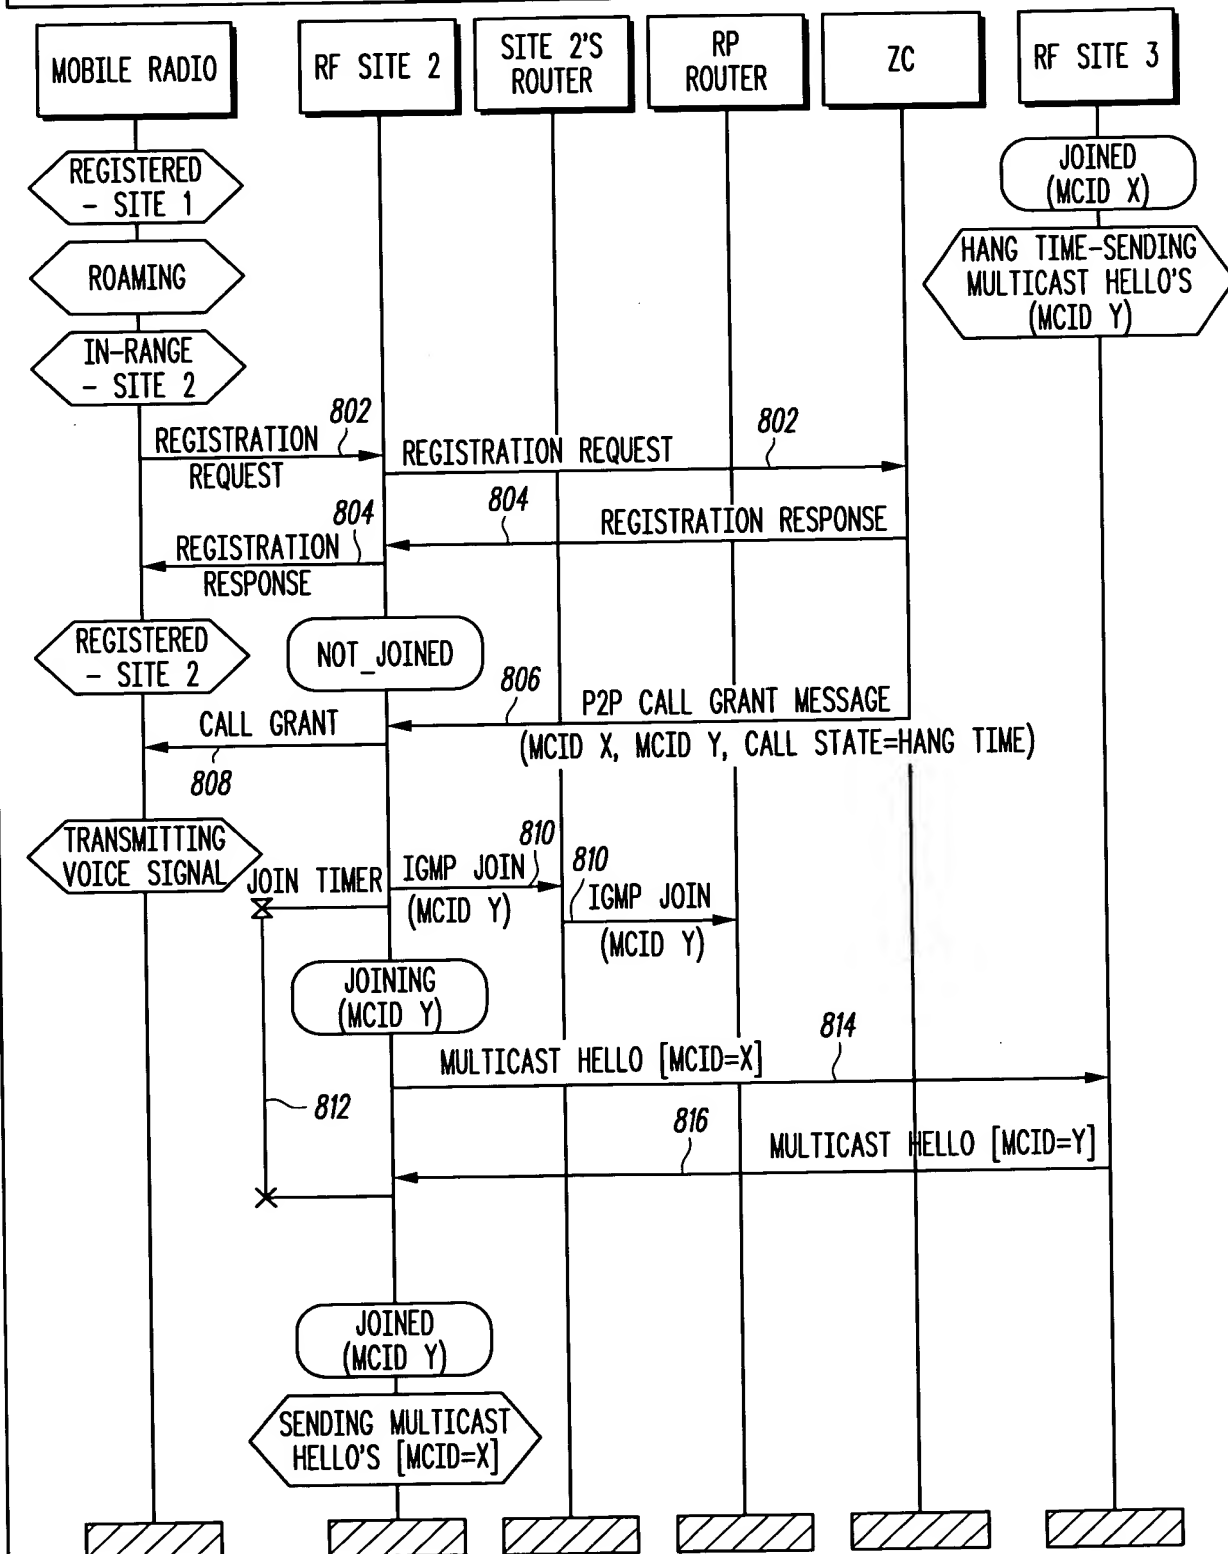 MOBILE RADIO
RF SITE 2
SITE 2'S
ROUTER
RP
ROUTER
ZC
RF SITE 3
REGISTERED
- SITE 1
JOINED
(MCID X)
ROAMING
HANG TIME-SENDING
MULTICAST HELLO'S
(MCID Y)
IN-RANGE
- SITE 2
802
REGISTRATION
REQUEST
802
REGISTRATION REQUEST
804
REGISTRATION RESPONSE
804
REGISTRATION
RESPONSE
REGISTERED
- SITE 2
NOT_JOINED
806
P2P CALL GRANT MESSAGE
(MCID X, MCID Y, CALL STATE=HANG TIME)
CALL GRANT
808
TRANSMITTING
VOICE SIGNAL
JOIN TIMER
810
IGMP JOIN
(MCID Y)
810
IGMP JOIN
(MCID Y)
JOINING
(MCID Y)
814
MULTICAST HELLO [MCID=X]
812
816
MULTICAST HELLO [MCID=Y]
JOINED
(MCID Y)
SENDING MULTICAST
HELLO'S [MCID=X]